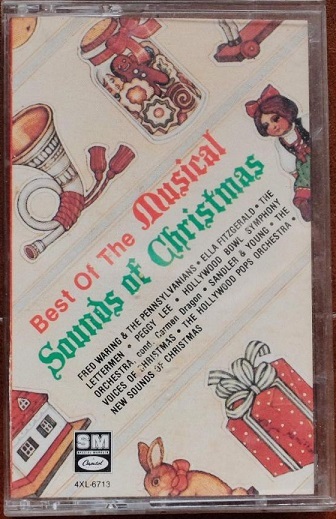 Best Of The Musical
Sounds of Christmas
FRED WARING & THE PENNSYLVANIANS • ELLA FITZGERALD • THE
LETTERMEN • PEGGY LEE • HOLLYWOOD BOWL SYMPHONY
ORCHESTRA, cond. Carmen Dragon • SANDLER & YOUNG • THE
VOICES OF CHRISTMAS • THE HOLLYWOOD POPS ORCHESTRA •
NEW SOUNDS OF CHRISTMAS
SM
Capitol
4XL-6713